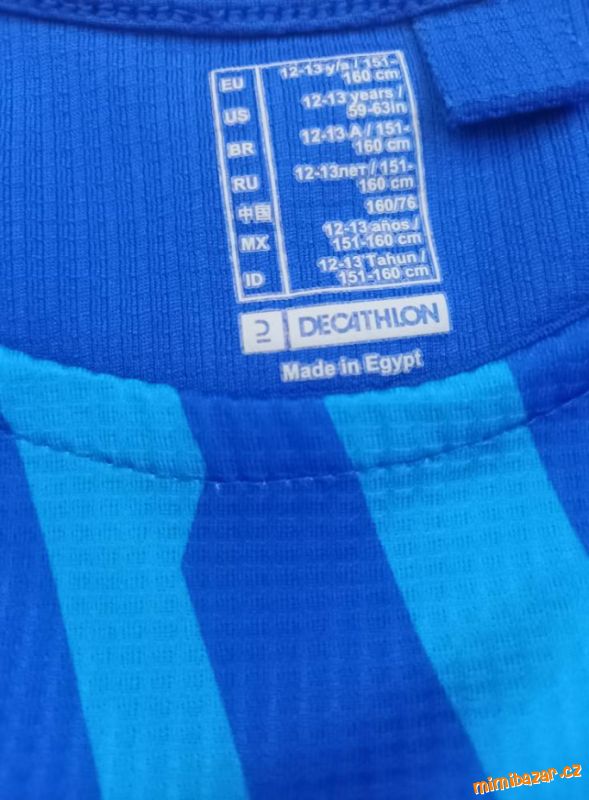 EU 12-13 y/a / 151-
160 cm
US 12-13 years /
59-63in
BR 12-13 A / 151-
160 cm
RU 12-13лет / 151-
160 cm
中国 160/76
MX 12-13 años /
151-160 cm
ID 12-13 Tahun /
151-160 cm
DECATHLON
Made in Egypt
mimibazar.cz